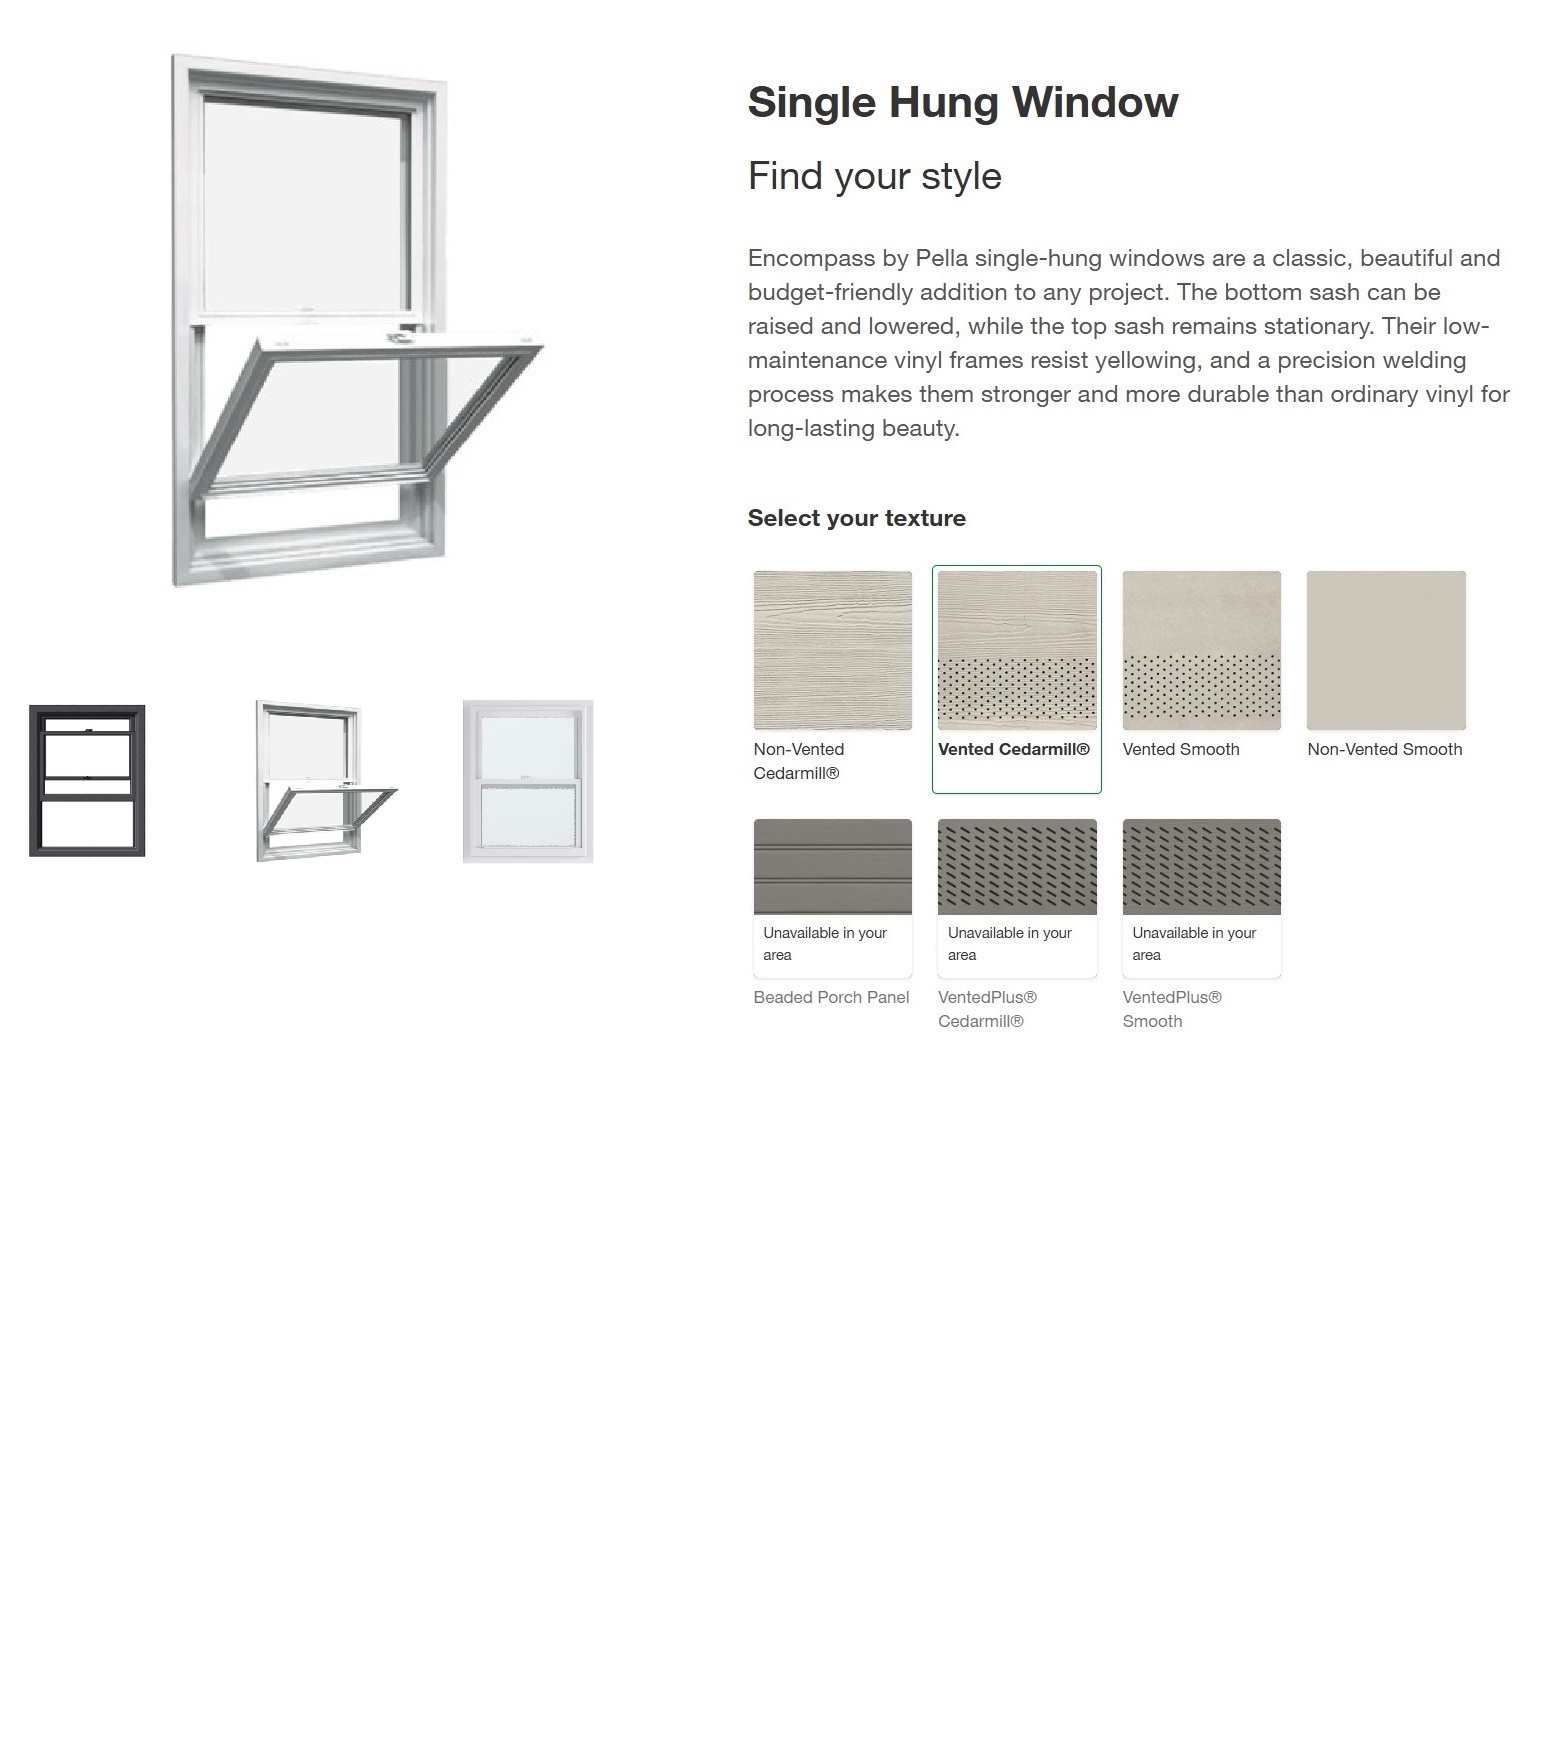 Single Hung Window
Find your style
Encompass by Pella single-hung windows are a classic, beautiful and
budget-friendly addition to any project. The bottom sash can be
raised and lowered, while the top sash remains stationary. Their low-
maintenance vinyl frames resist yellowing, and a precision welding
process makes them stronger and more durable than ordinary vinyl for
long-lasting beauty.
Select your texture
Non-Vented
Cedarmill®
Vented Cedarmill®
Vented Smooth
Non-Vented Smooth
Unavailable in your
area
Beaded Porch Panel
Unavailable in your
area
VentedPlus®
Cedarmill®
Unavailable in your
area
VentedPlus®
Smooth